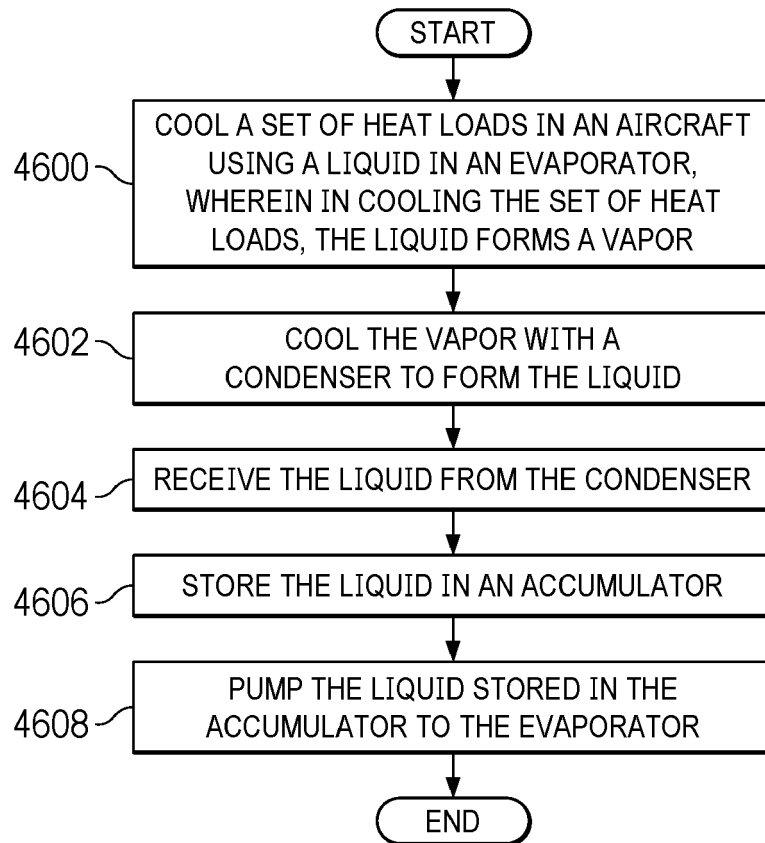 START
4600
COOL A SET OF HEAT LOADS IN AN AIRCRAFT
USING A LIQUID IN AN EVAPORATOR,
WHEREIN IN COOLING THE SET OF HEAT
LOADS, THE LIQUID FORMS A VAPOR
4602
COOL THE VAPOR WITH A
CONDENSER TO FORM THE LIQUID
4604
RECEIVE THE LIQUID FROM THE CONDENSER
4606
STORE THE LIQUID IN AN ACCUMULATOR
4608
PUMP THE LIQUID STORED IN THE
ACCUMULATOR TO THE EVAPORATOR
END